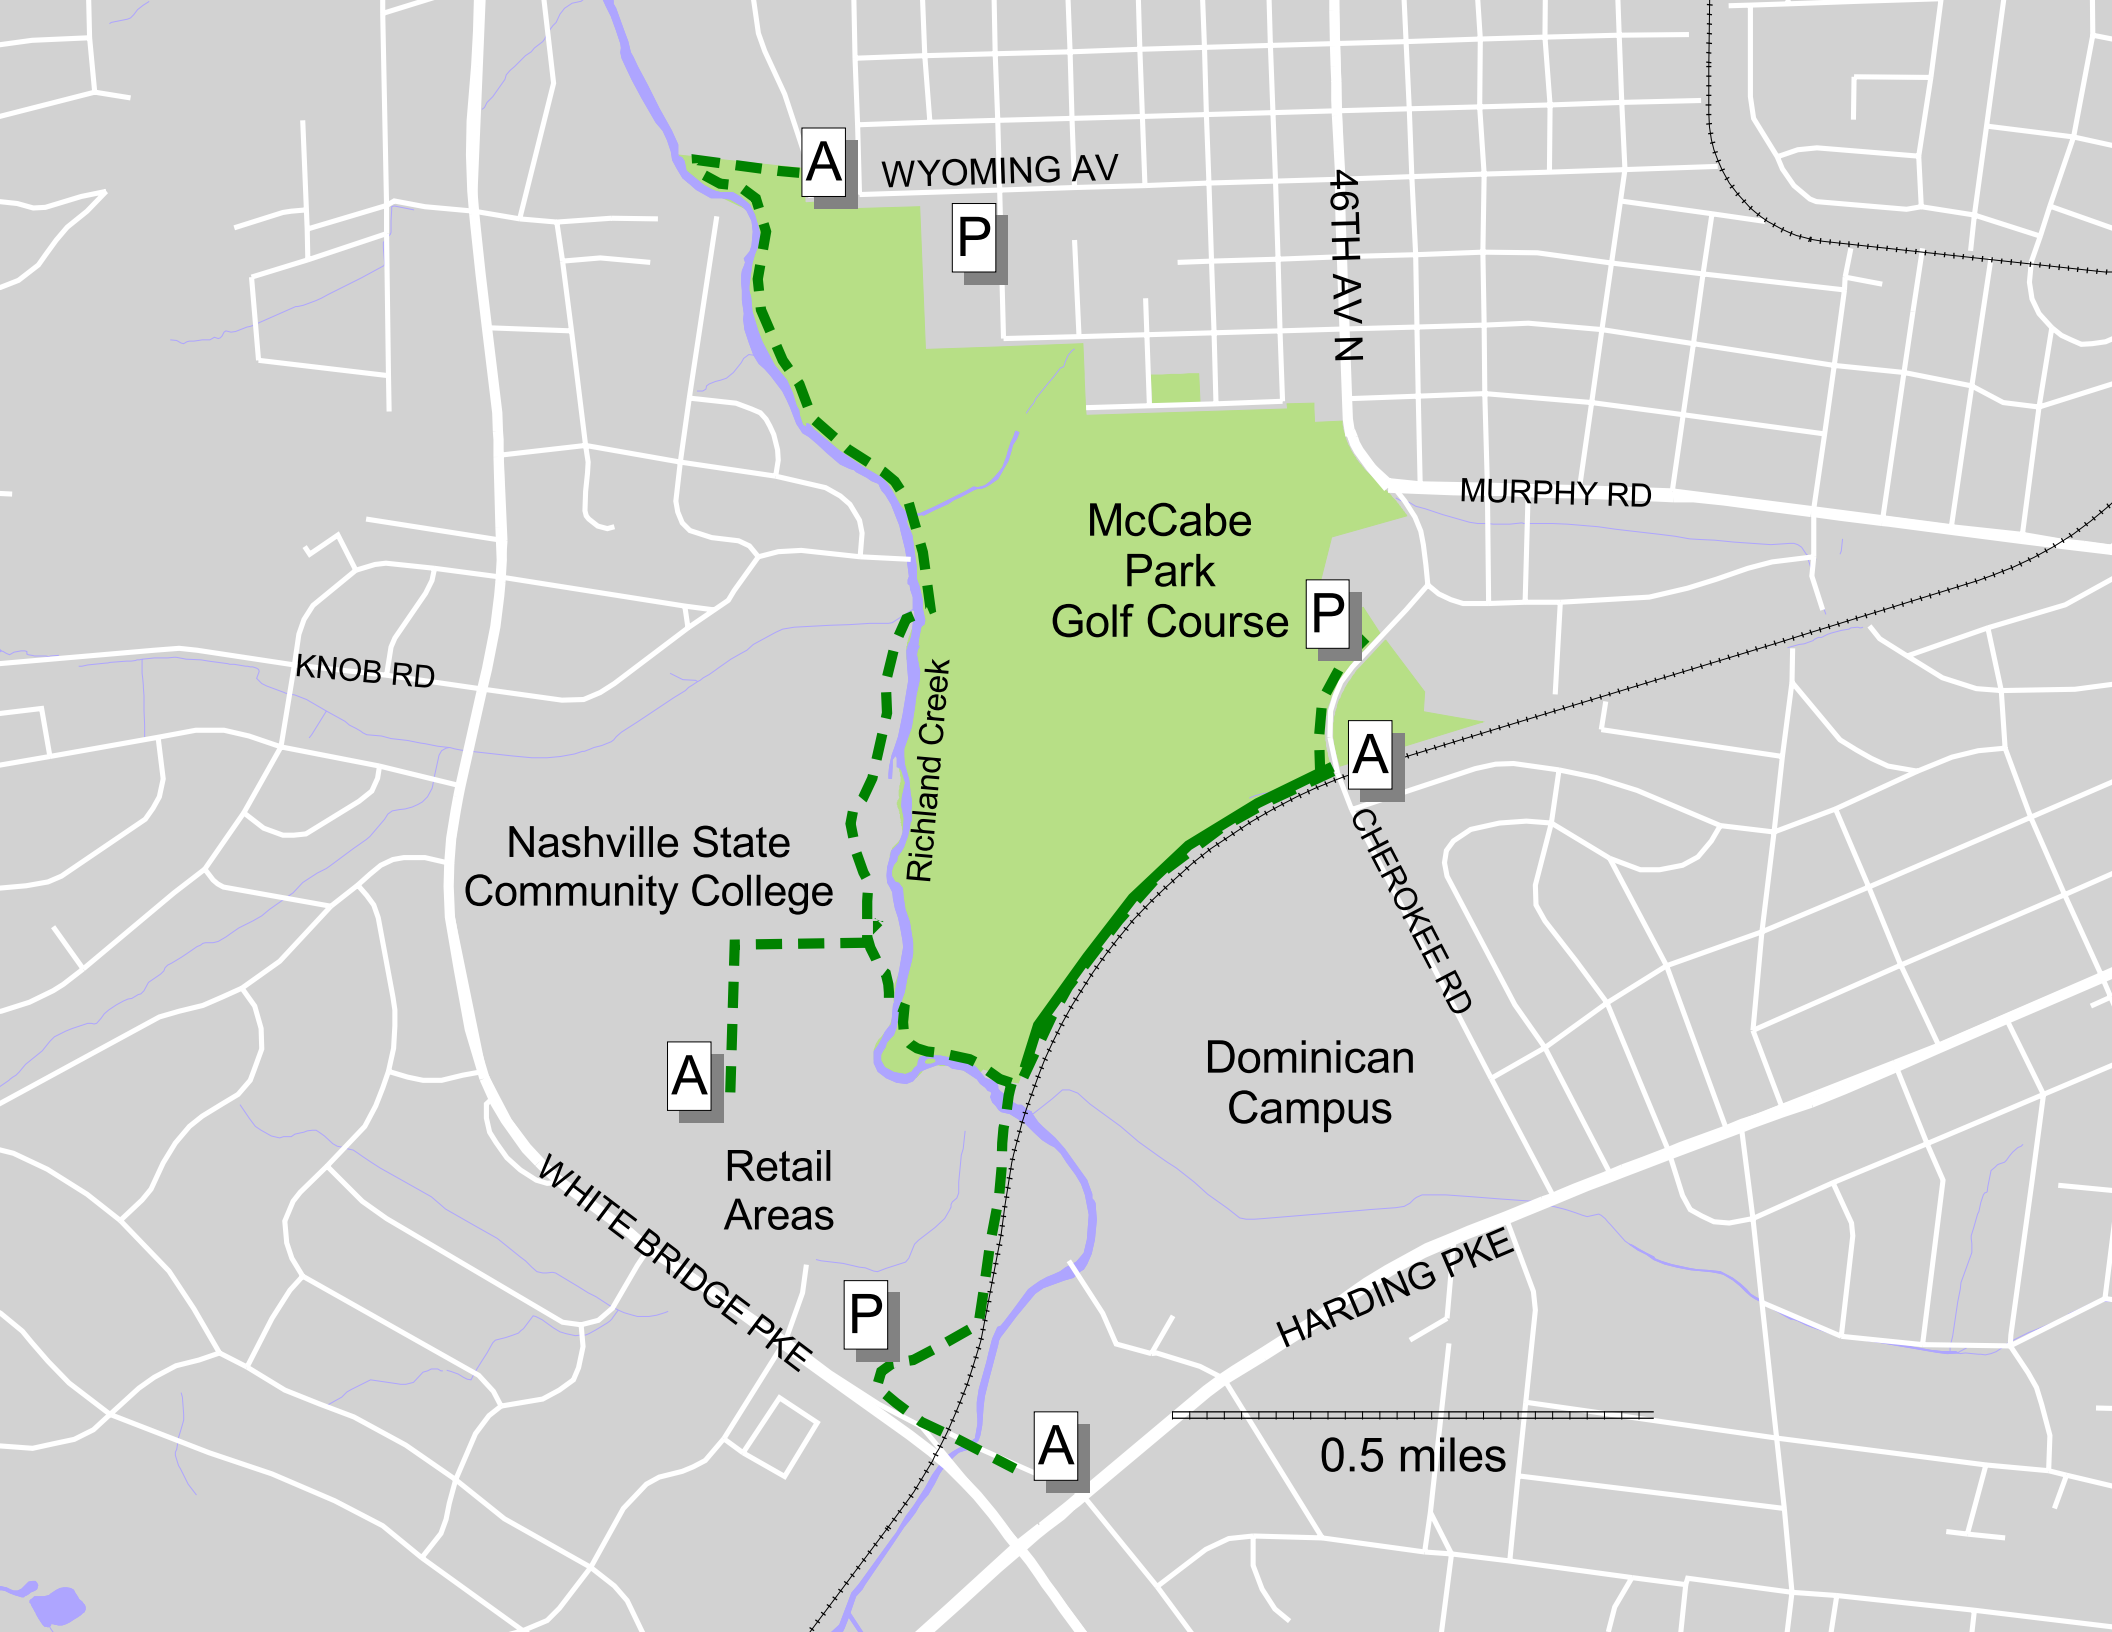 A
WYOMING AV
P
46TH AV N
MURPHY RD
McCabe
Park
Golf Course
P
KNOB RD
Richland Creek
A
Nashville State
Community College
CHEROKEE RD
Dominican
Campus
A
Retail
Areas
WHITE BRIDGE PKE
HARDING PKE
P
A
0.5 miles